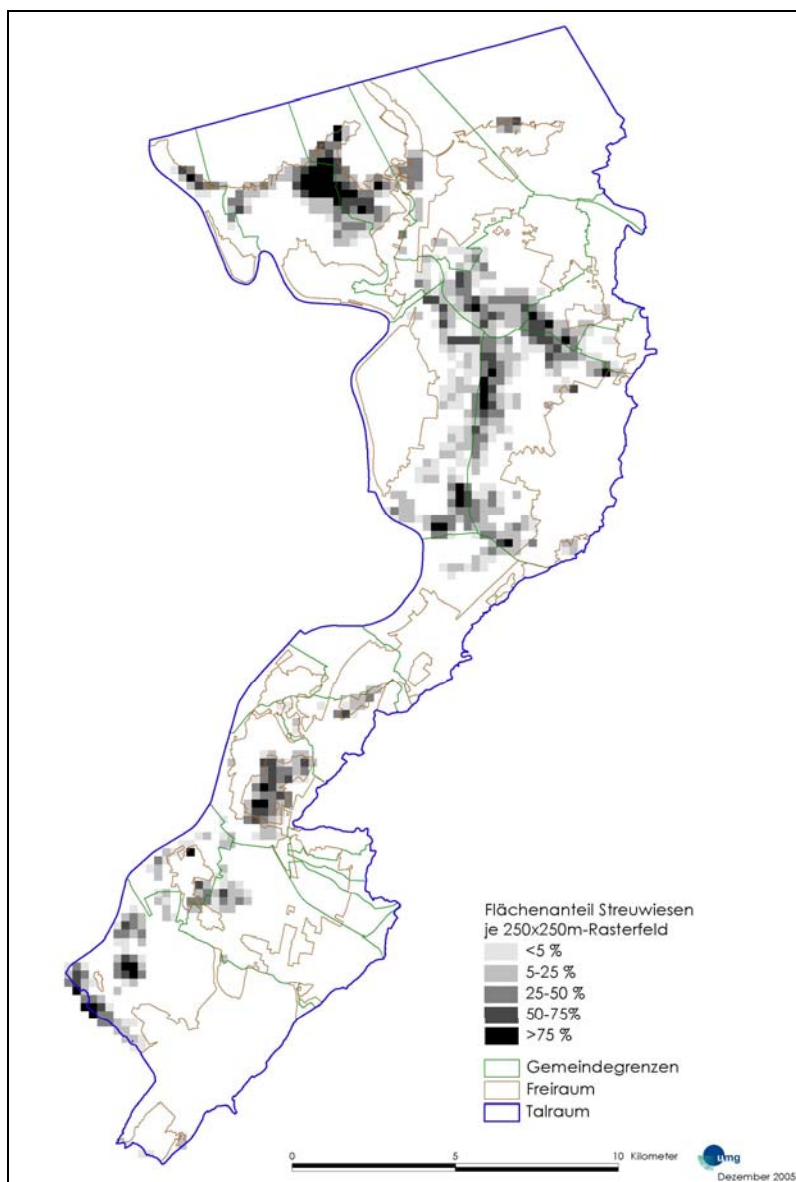 Flächenanteil Streuwiesen
je 250x250m-Rasterfeld
<5 %
5-25 %
25-50 %
50-75%
>75 %
Gemeindegrenzen
Freiraum
Talraum
0 5 Kilometer 10
umg
Dezember 2005